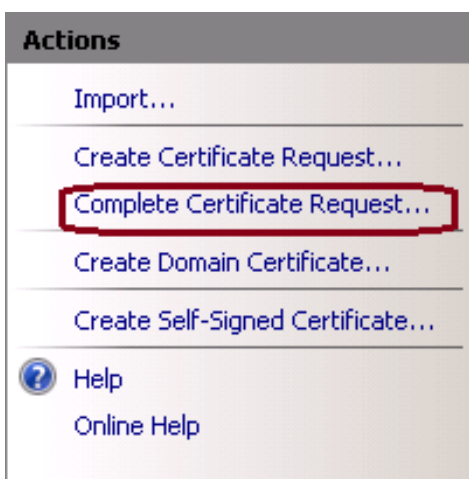 Actions
Import...
Create Certificate Request...
Complete Certificate Request...
Create Domain Certificate...
Create Self-Signed Certificate...
? Help
Online Help